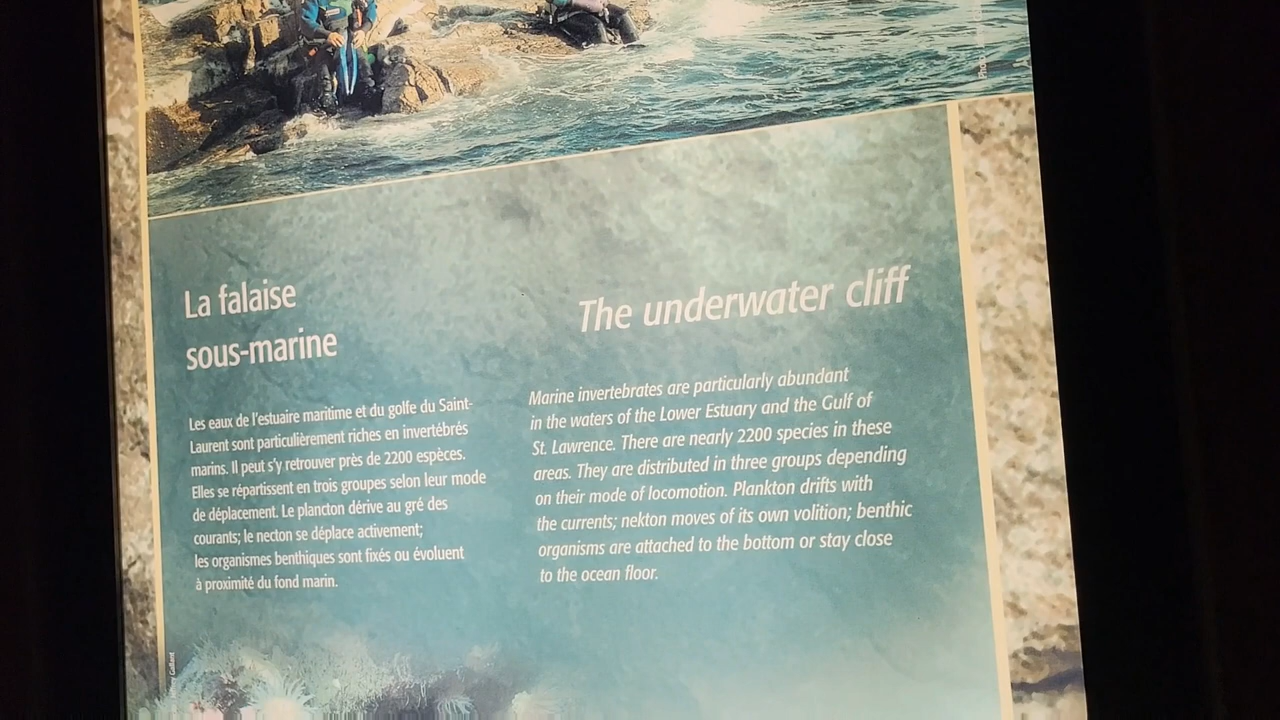 La falaise
sous-marine
Les eaux de l'estuaire maritime et du golfe du Saint-
Laurent sont particulièrement riches en invertébrés
marins. Il peut s'y retrouver près de 2200 espèces.
Elles se répartissent en trois groupes selon leur mode
de déplacement. Le plancton dérive au gré des
courants; le necton se déplace activement;
les organismes benthiques sont fixés ou évoluent
à proximité du fond marin.
The underwater cliff
Marine invertebrates are particularly abundant
in the waters of the Lower Estuary and the Gulf of
St. Lawrence. There are nearly 2200 species in these
areas. They are distributed in three groups depending
on their mode of locomotion. Plankton drifts with
the currents; nekton moves of its own volition; benthic
organisms are attached to the bottom or stay close
to the ocean floor.